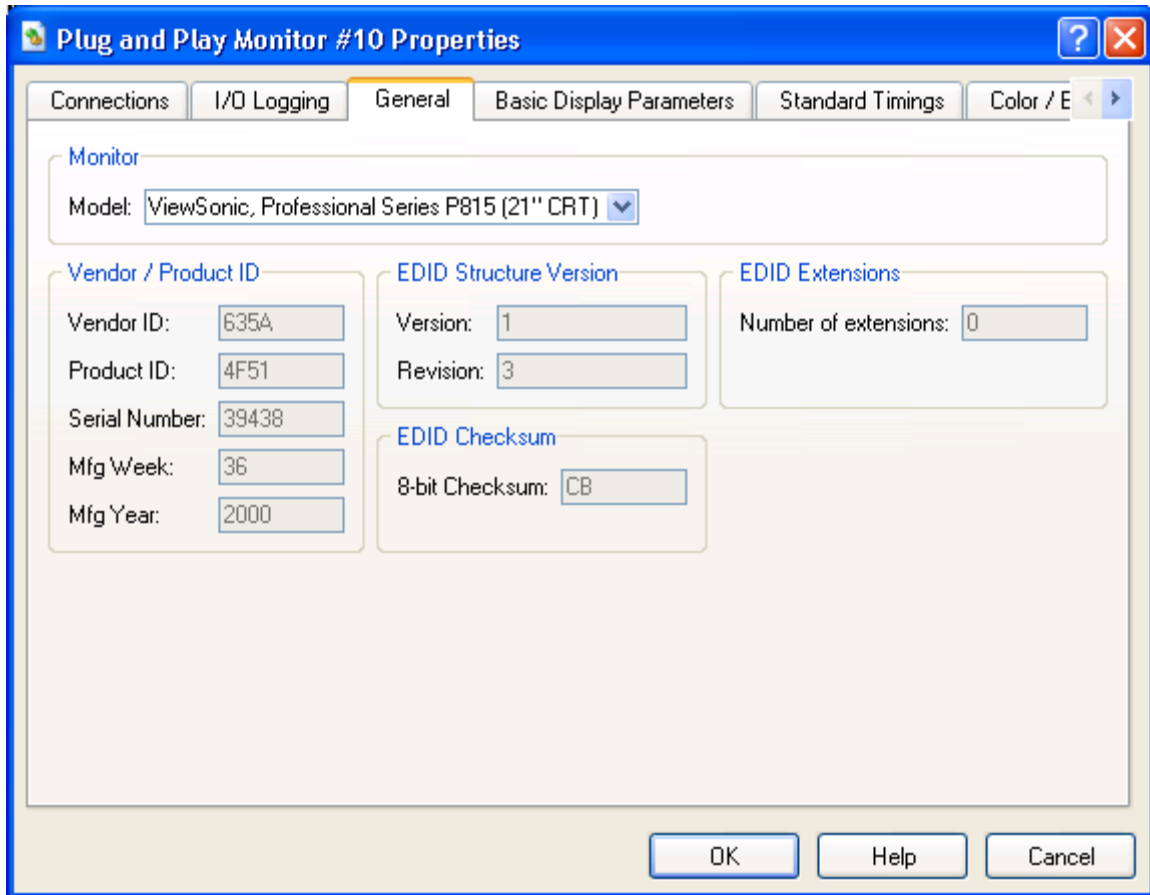 Plug and Play Monitor #10 Properties
Connections I/O Logging General Basic Display Parameters Standard Timings Color / E
Monitor
Model: ViewSonic, Professional Series P815 (21" CRT)
Vendor / Product ID
Vendor ID: 635A
Product ID: 4F51
Serial Number: 39438
Mfg Week: 36
Mfg Year: 2000
EDID Structure Version
Version: 1
Revision: 3
EDID Checksum
8-bit Checksum: CB
EDID Extensions
Number of extensions: 0
OK Help Cancel